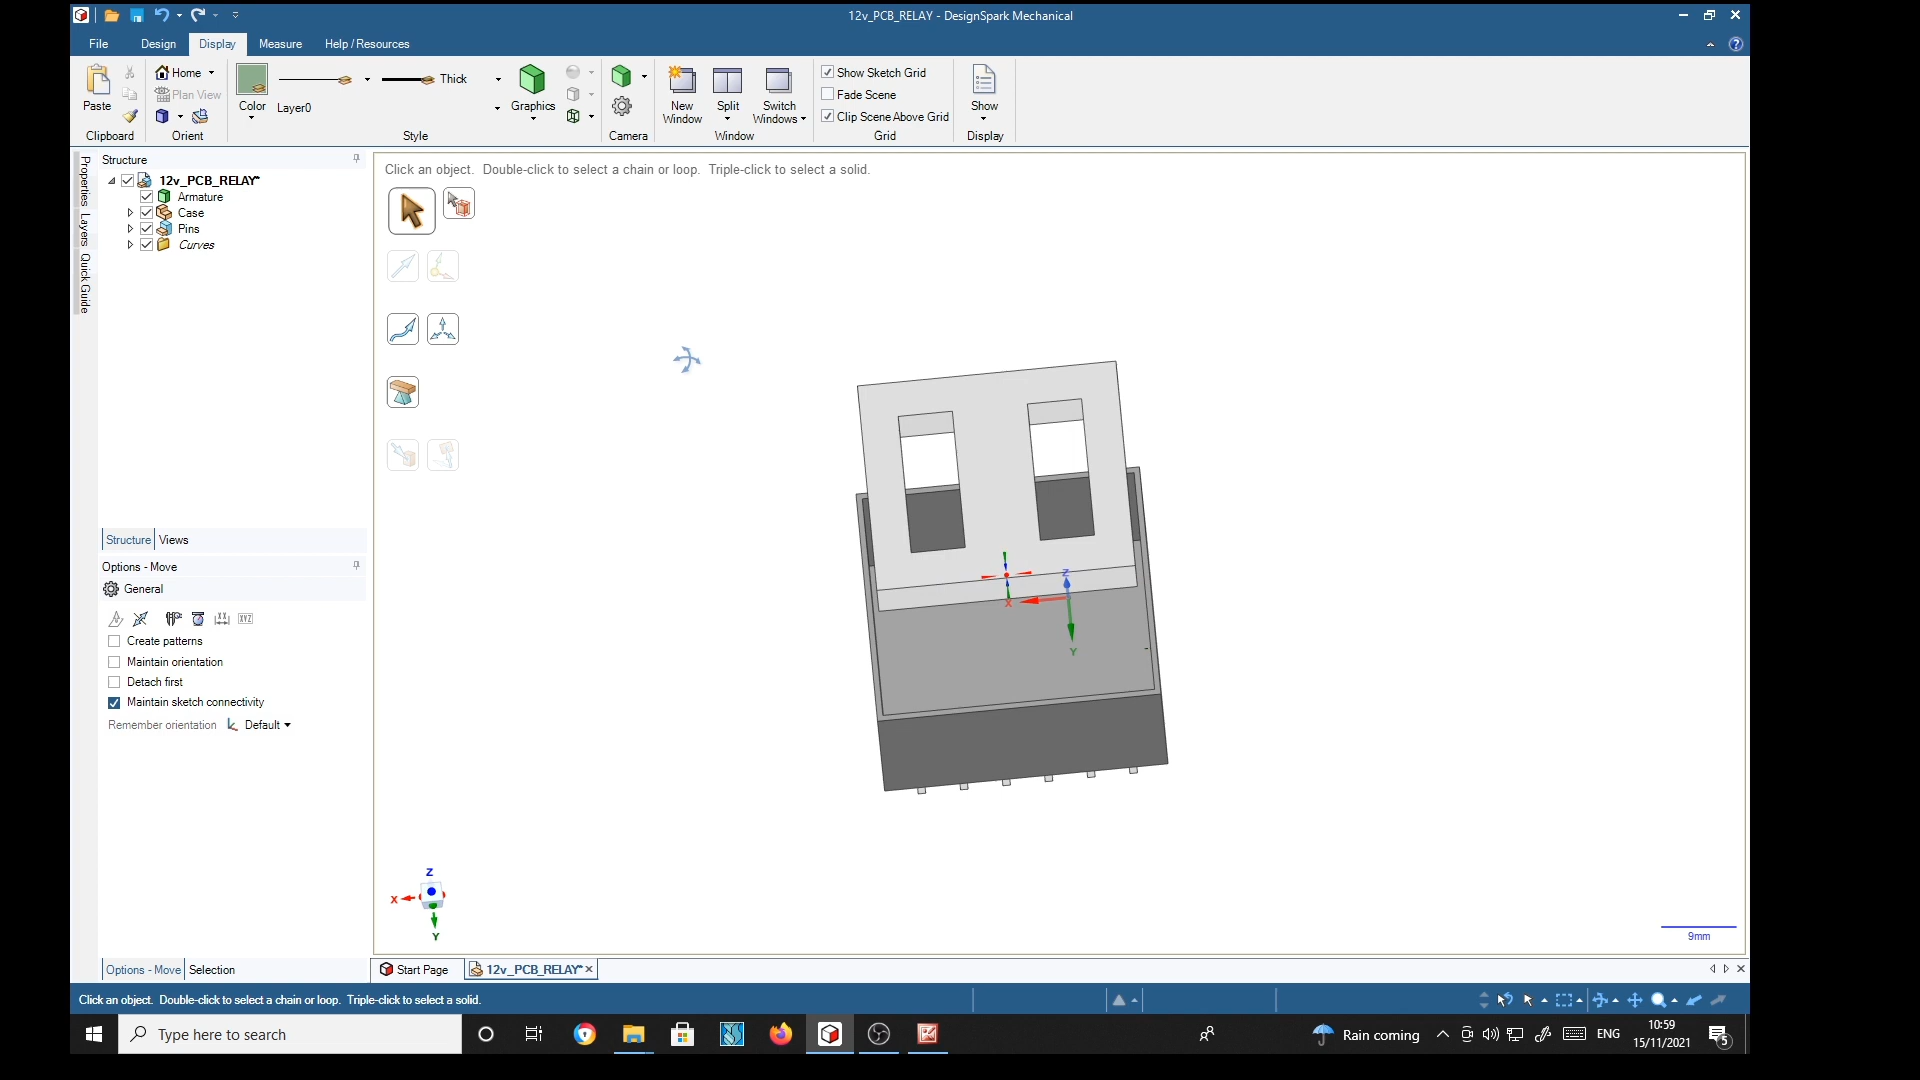 12v_PCB_RELAY - DesignSpark Mechanical
File Design Display Measure Help / Resources
Paste
Clipboard
Home
Plan View
Orient
Color
Layer0
Thick
Style
Graphics
Camera
New Window
Split
Switch Windows
Window
Show Sketch Grid
Fade Scene
Clip Scene Above Grid
Grid
Show
Display
Properties Layers Quick Guide
Structure
12v_PCB_RELAY*
Armature
Case
Pins
Curves
Structure Views
Options - Move
General
XYZ
Create patterns
Maintain orientation
Detach first
Maintain sketch connectivity
Remember orientation Default
Options - Move Selection
Click an object. Double-click to select a chain or loop. Triple-click to select a solid.
Z
X
Y
Z
X
Y
9mm
Start Page 12v_PCB_RELAY*
Click an object. Double-click to select a chain or loop. Triple-click to select a solid.
Type here to search
Rain coming
ENG
10:59
15/11/2021
5